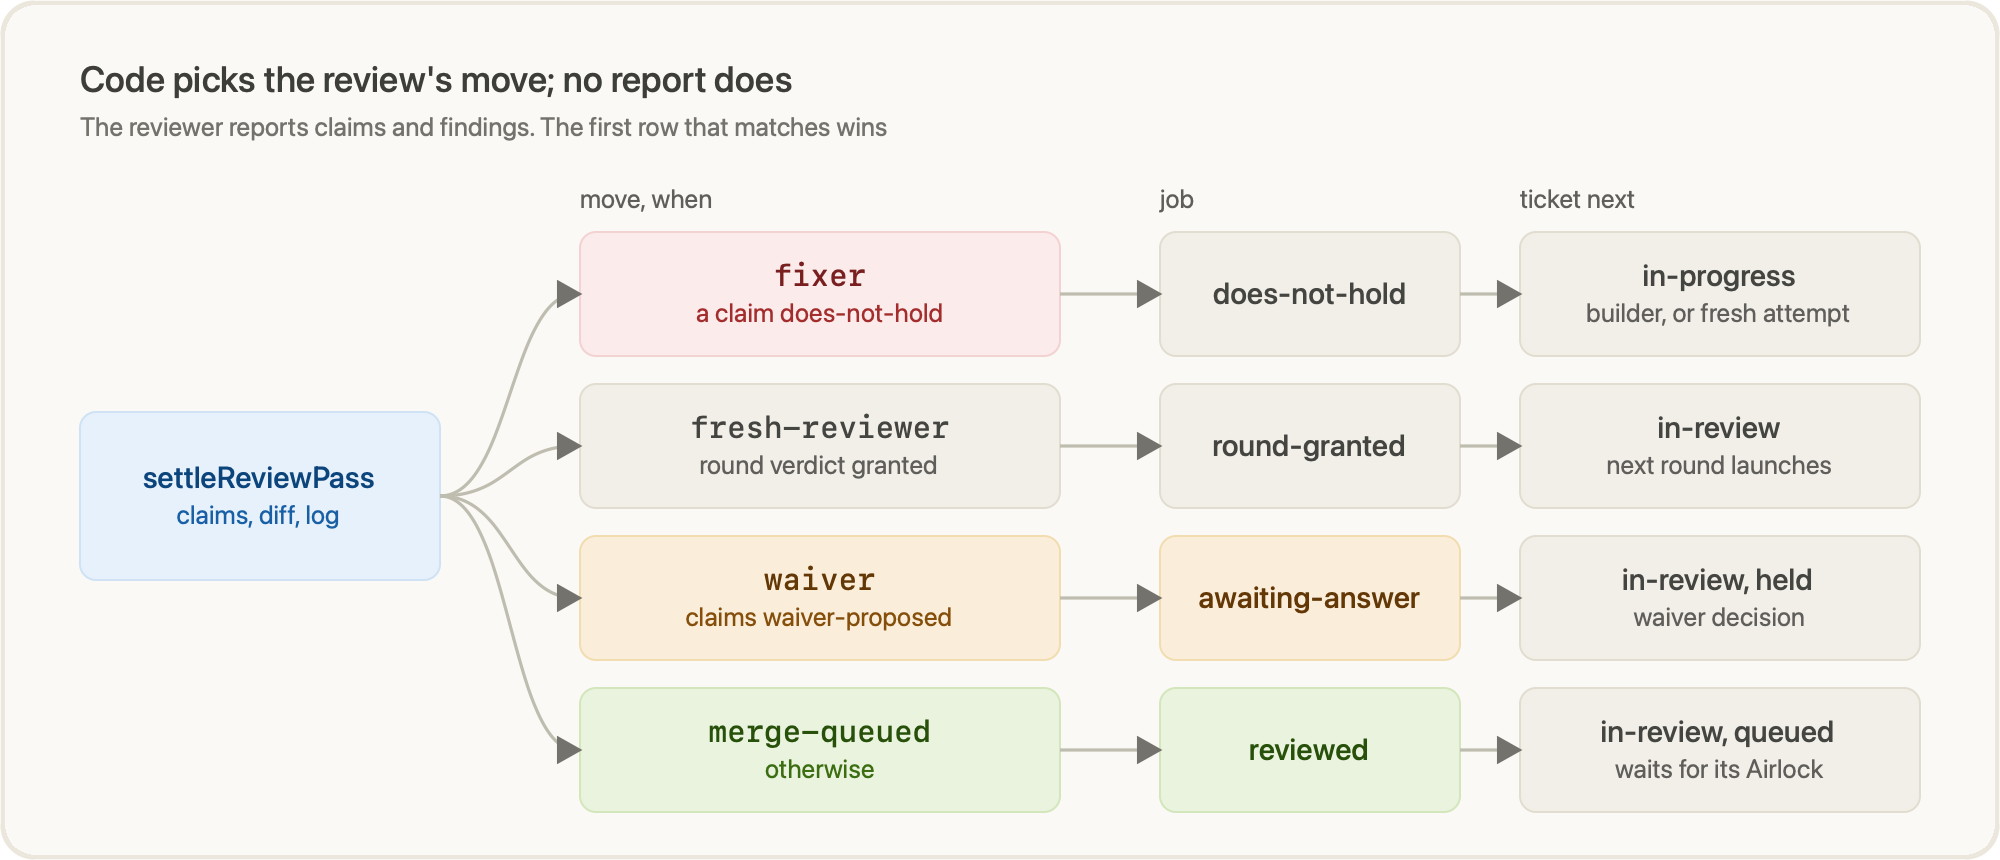 Code picks the review's move; no report does
The reviewer reports claims and findings. The first row that matches wins
move, when
job
ticket next
fixer
a claim does-not-hold
does-not-hold
in-progress
builder, or fresh attempt
fresh-reviewer
round verdict granted
round-granted
in-review
next round launches
settleReviewPass
claims, diff, log
waiver
claims waiver-proposed
awaiting-answer
in-review, held
waiver decision
merge-queued
otherwise
reviewed
in-review, queued
waits for its Airlock